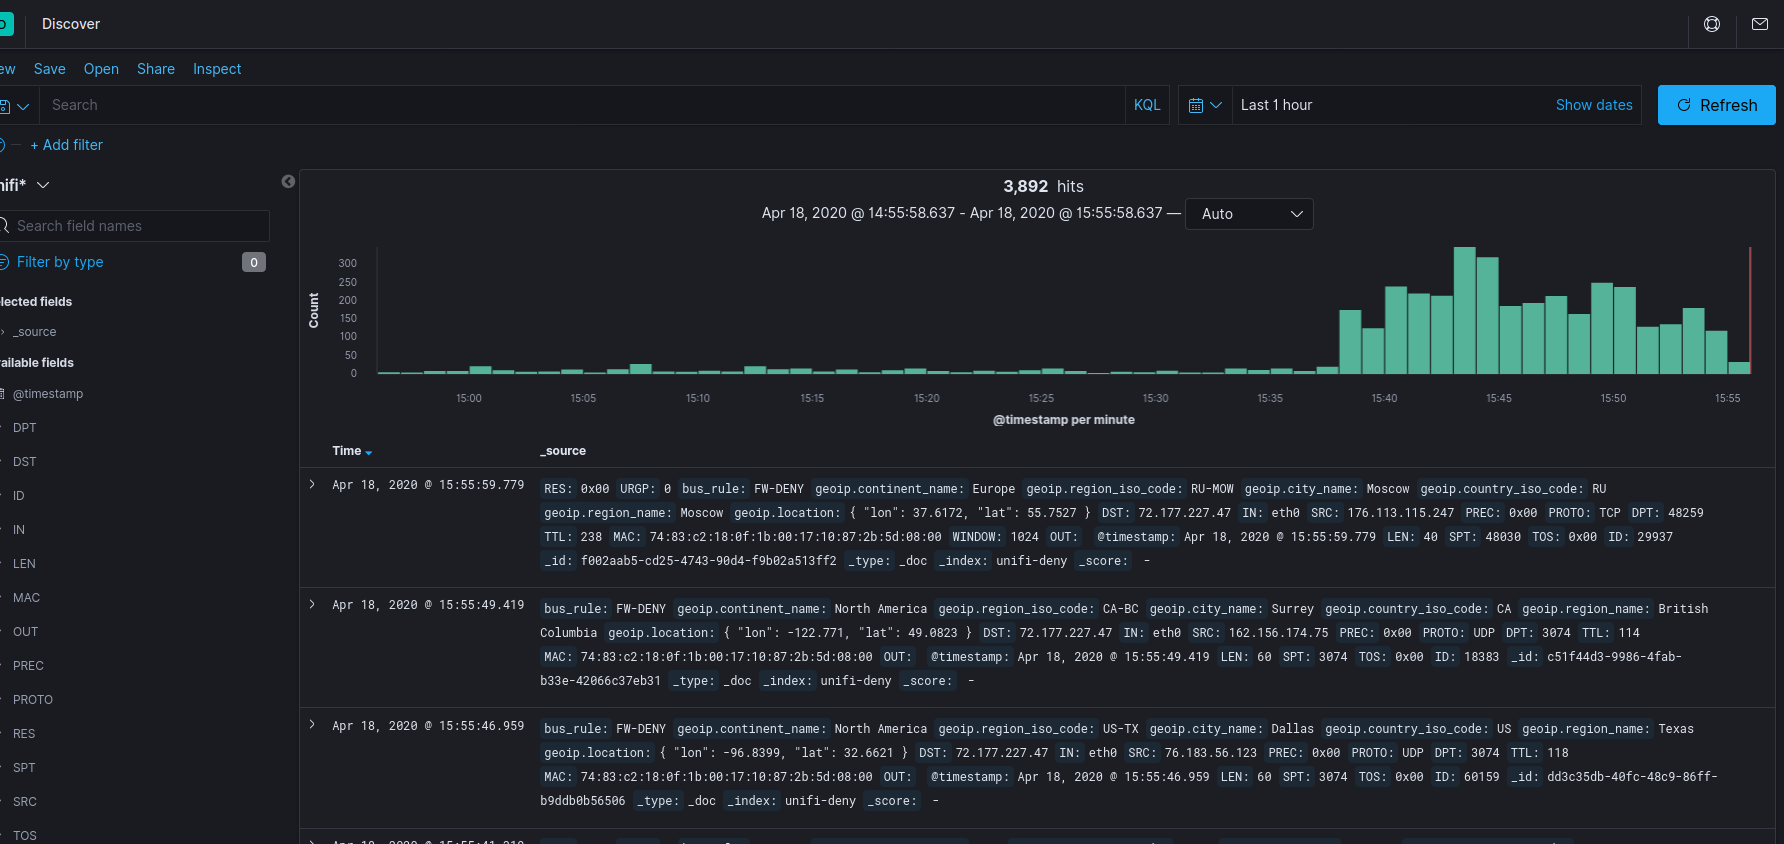 D Discover
ew Save Open Share Inspect
Search KQL Last 1 hour Show dates Refresh
+ Add filter
nifi*
3,892 hits
Apr 18, 2020 @ 14:55:58.637 - Apr 18, 2020 @ 15:55:58.637 — Auto
Search field names
Filter by type 0
elected fields
_source
ailable fields
@timestamp
DPT
DST
ID
IN
LEN
MAC
OUT
PREC
PROTO
RES
SPT
SRC
TOS
Count
300
250
200
150
100
50
0
15:00 15:05 15:10 15:15 15:20 15:25 15:30 15:35 15:40 15:45 15:50 15:55
@timestamp per minute
Time _source
Apr 18, 2020 @ 15:55:59.779 RES: 0x00 URGP: 0 bus_rule: FW-DENY geoip.continent_name: Europe geoip.region_iso_code: RU-MOW geoip.city_name: Moscow geoip.country_iso_code: RU
geoip.region_name: Moscow geoip.location: { "lon": 37.6172, "lat": 55.7527 } DST: 72.177.227.47 IN: eth0 SRC: 176.113.115.247 PREC: 0x00 PROTO: TCP DPT: 48259
TTL: 238 MAC: 74:83:c2:18:0f:1b:00:17:10:87:2b:5d:08:00 WINDOW: 1024 OUT: @timestamp: Apr 18, 2020 @ 15:55:59.779 LEN: 40 SPT: 48030 TOS: 0x00 ID: 29937
_id: f002aab5-cd25-4743-90d4-f9b02a513ff2 _type: _doc _index: unifi-deny _score: -
Apr 18, 2020 @ 15:55:49.419 bus_rule: FW-DENY geoip.continent_name: North America geoip.region_iso_code: CA-BC geoip.city_name: Surrey geoip.country_iso_code: CA geoip.region_name: British
Columbia geoip.location: { "lon": -122.771, "lat": 49.0823 } DST: 72.177.227.47 IN: eth0 SRC: 162.156.174.75 PREC: 0x00 PROTO: UDP DPT: 3074 TTL: 114
MAC: 74:83:c2:18:0f:1b:00:17:10:87:2b:5d:08:00 OUT: @timestamp: Apr 18, 2020 @ 15:55:49.419 LEN: 60 SPT: 3074 TOS: 0x00 ID: 18383 _id: c51f44d3-9986-4fab-
b33e-42066c37eb31 _type: _doc _index: unifi-deny _score: -
Apr 18, 2020 @ 15:55:46.959 bus_rule: FW-DENY geoip.continent_name: North America geoip.region_iso_code: US-TX geoip.city_name: Dallas geoip.country_iso_code: US geoip.region_name: Texas
geoip.location: { "lon": -96.8399, "lat": 32.6621 } DST: 72.177.227.47 IN: eth0 SRC: 76.183.56.123 PREC: 0x00 PROTO: UDP DPT: 3074 TTL: 118
MAC: 74:83:c2:18:0f:1b:00:17:10:87:2b:5d:08:00 OUT: @timestamp: Apr 18, 2020 @ 15:55:46.959 LEN: 60 SPT: 3074 TOS: 0x00 ID: 60159 _id: dd3c35db-40fc-48c9-86ff-
b9ddb0b56506 _type: _doc _index: unifi-deny _score: -